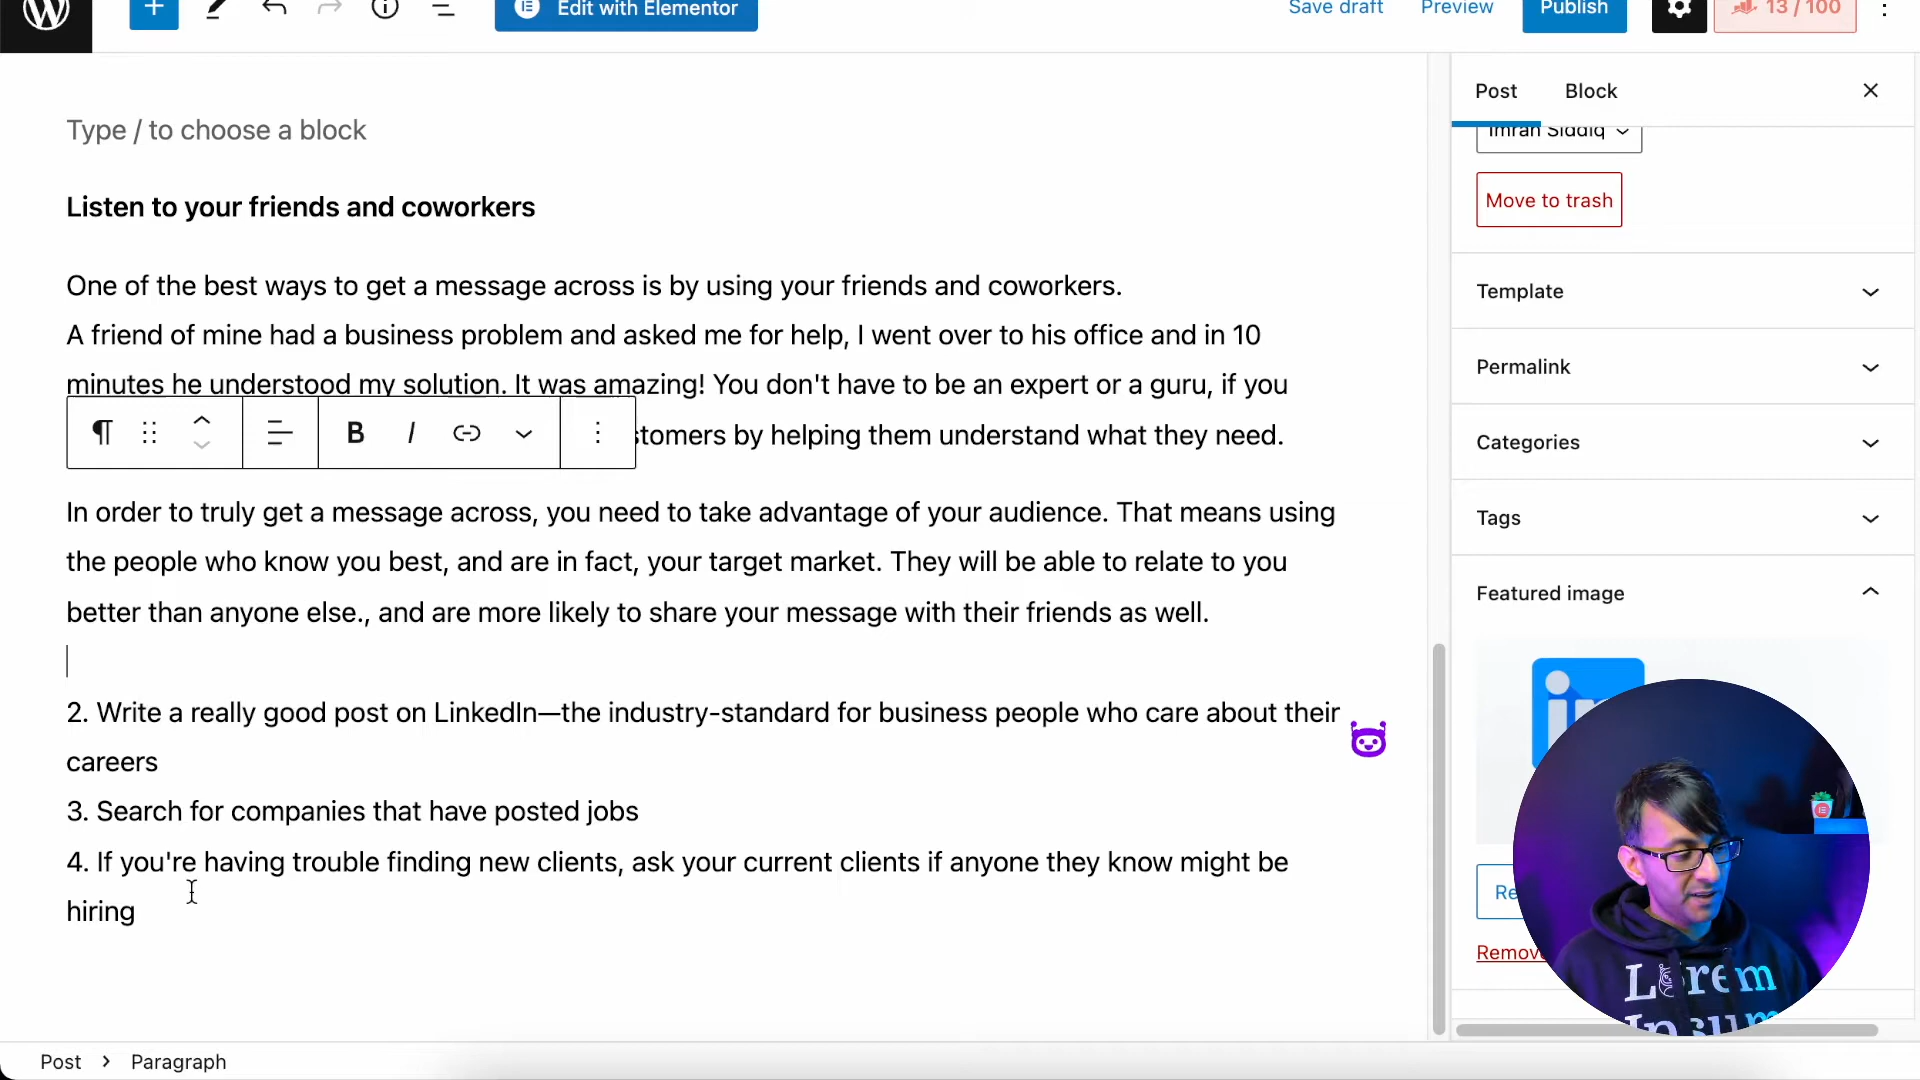 Edit with Elementor
Save draft
Preview
Publish
13 / 100
Post
Block
Imran Siddiq
Move to trash
Type / to choose a block
Listen to your friends and coworkers
One of the best ways to get a message across is by using your friends and coworkers.
A friend of mine had a business problem and asked me for help, I went over to his office and in 10
minutes he understood my solution. It was amazing! You don't have to be an expert or a guru, if you
B I
stomers by helping them understand what they need.
In order to truly get a message across, you need to take advantage of your audience. That means using
the people who know you best, and are in fact, your target market. They will be able to relate to you
better than anyone else., and are more likely to share your message with their friends as well.
2. Write a really good post on LinkedIn—the industry-standard for business people who care about their
careers
3. Search for companies that have posted jobs
4. If you're having trouble finding new clients, ask your current clients if anyone they know might be
hiring
Template
Permalink
Categories
Tags
Featured image
in
Re
Remove
Lorem
Ipsum
Post > Paragraph